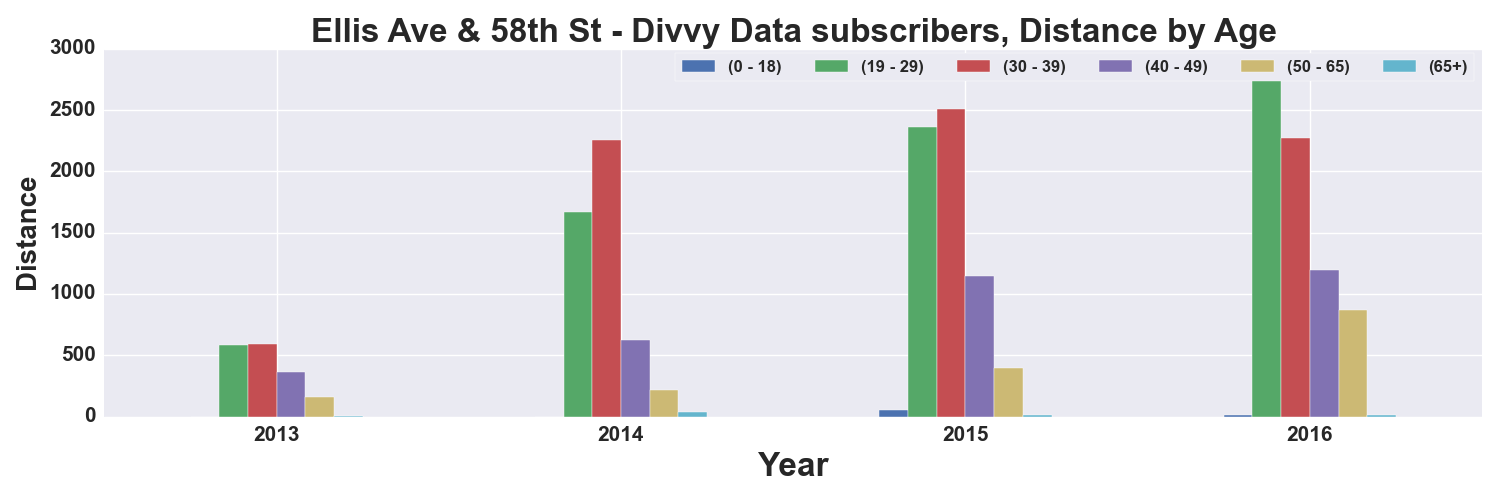 Ellis Ave & 58th St - Divvy Data subscribers, Distance by Age
3000
(0 - 18) (19 - 29) (30 - 39) (40 - 49) (50 - 65) (65+)
2500
2000
1500
1000
500
0
Distance
2013 2014 2015 2016
Year